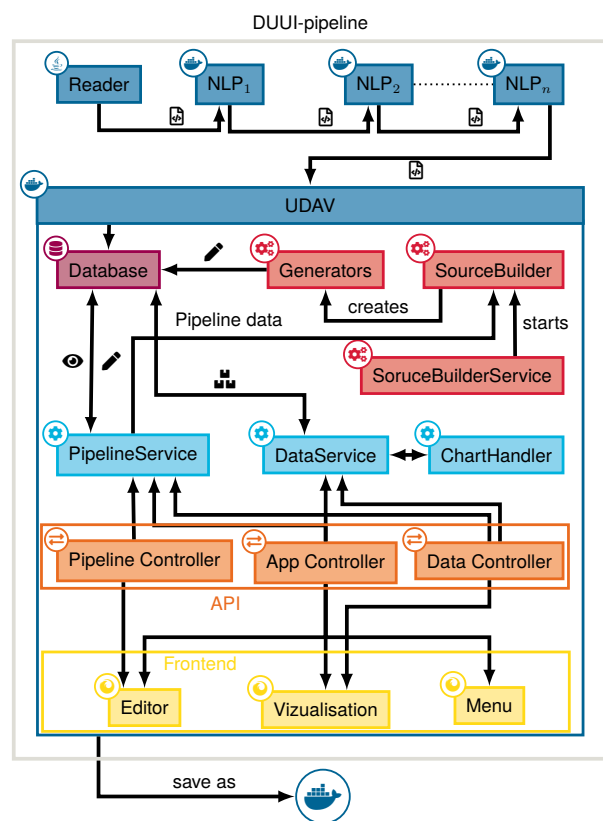 DUUI-pipeline
Reader
NLP1
NLP2
NLPn
UDAV
Database
Generators
SourceBuilder
creates
Pipeline data
starts
SoruceBuilderService
PipelineService
DataService
ChartHandler
Pipeline Controller
App Controller
Data Controller
API
Frontend
Editor
Vizualisation
Menu
save as